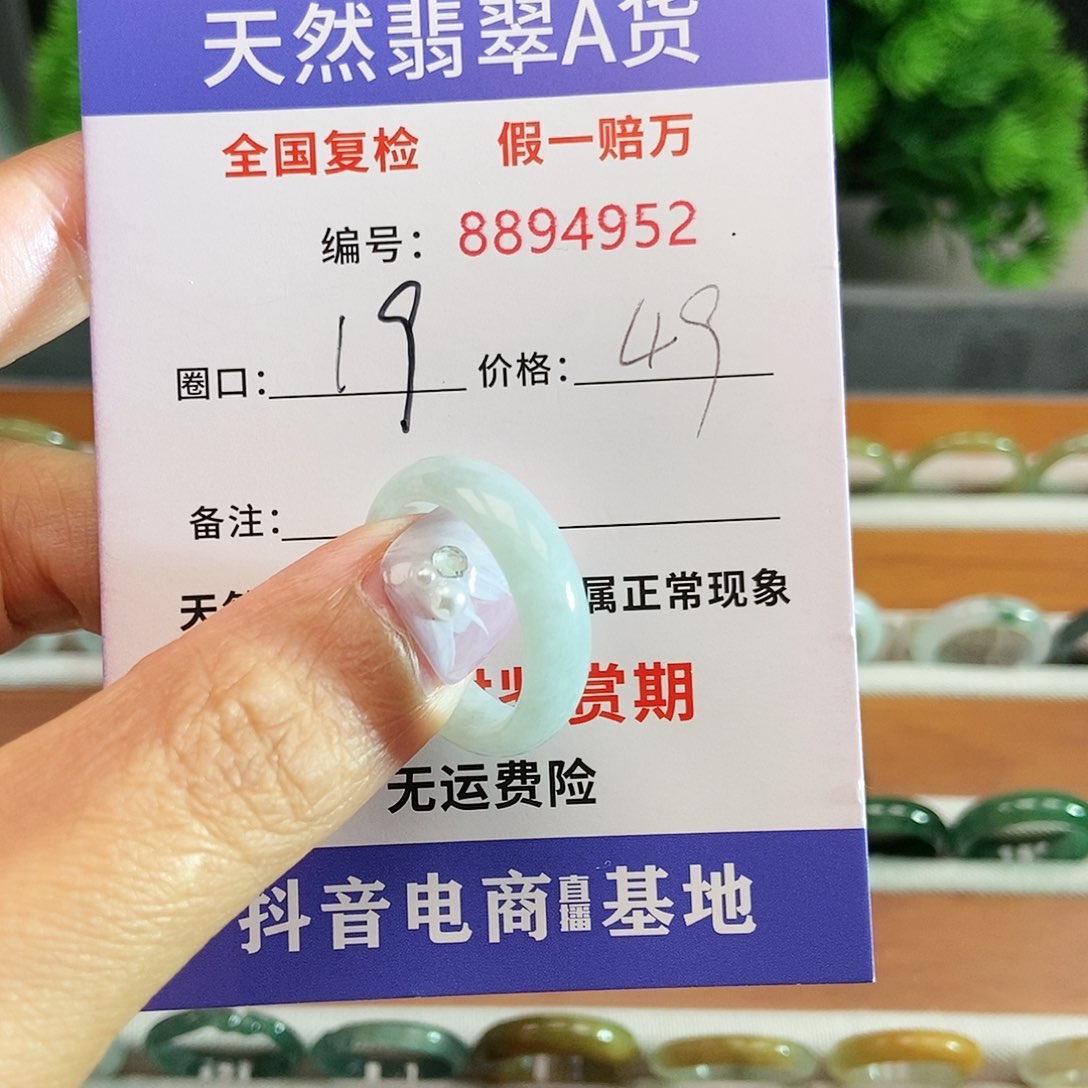 天然翡翠A货
全国复检 假一赔万
编号：8894952
圈口：19 价格：49
备注：
天 属正常现象
赏期
无运费险
抖音电商直播基地